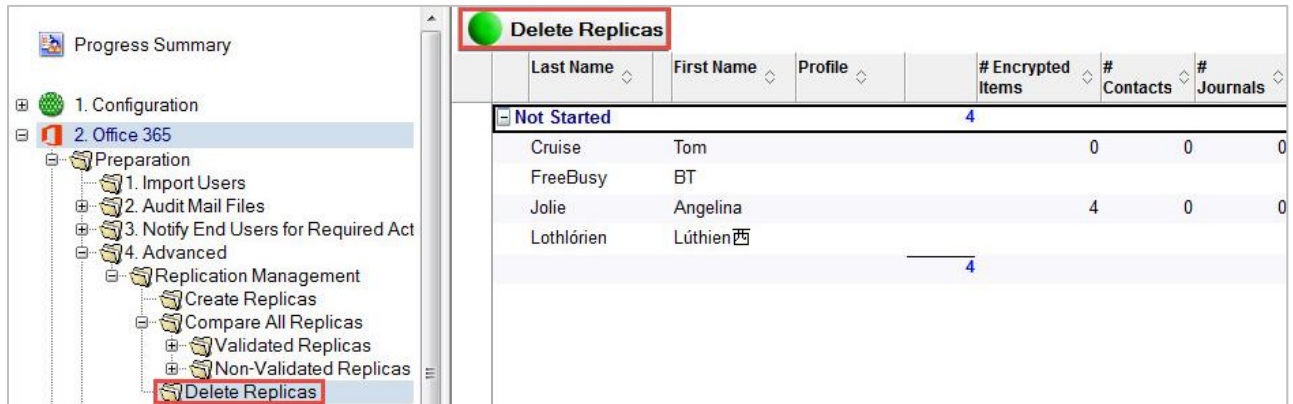 Progress Summary
1. Configuration
2. Office 365
Preparation
1. Import Users
2. Audit Mail Files
3. Notify End Users for Required Act
4. Advanced
Replication Management
Create Replicas
Compare All Replicas
Validated Replicas
Non-Validated Replicas
Delete Replicas
Delete Replicas
Last Name First Name Profile # Encrypted Items # Contacts # Journals
Not Started 4
Cruise Tom 0 0 0
FreeBusy BT
Jolie Angelina 4 0 0
Lothlórien Lúthien西
4